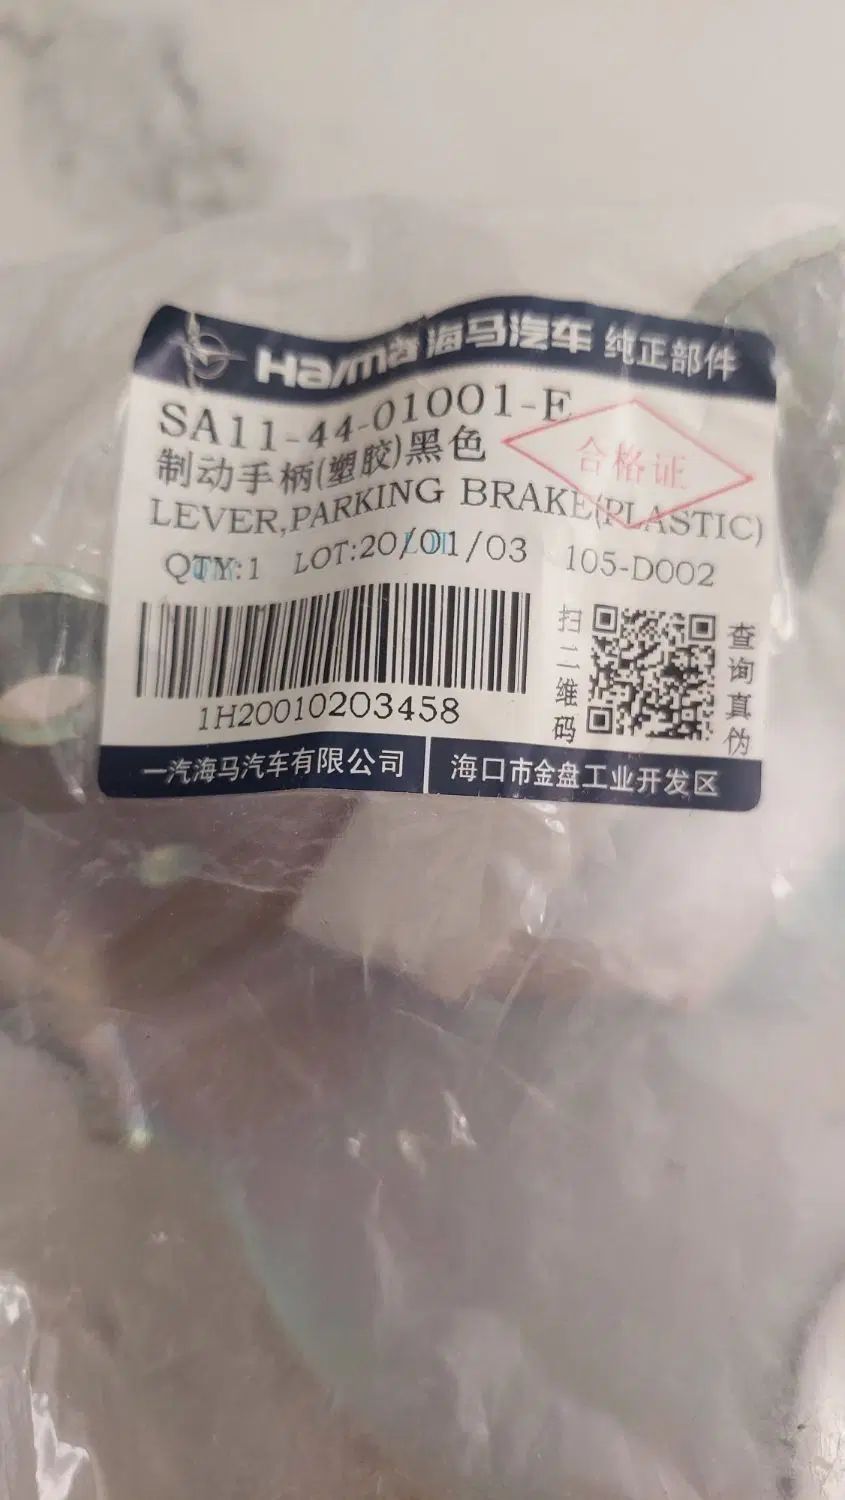 Haima 海马汽车 纯正部件
SA11-44-01001-E
制动手柄(塑胶)黑色
合格证
LEVER,PARKING BRAKE(PLASTIC)
QTY:1 LOT:20/01/03 105-D002
1H20010203458
扫二维码
查询真伪
一汽海马汽车有限公司 海口市金盘工业开发区